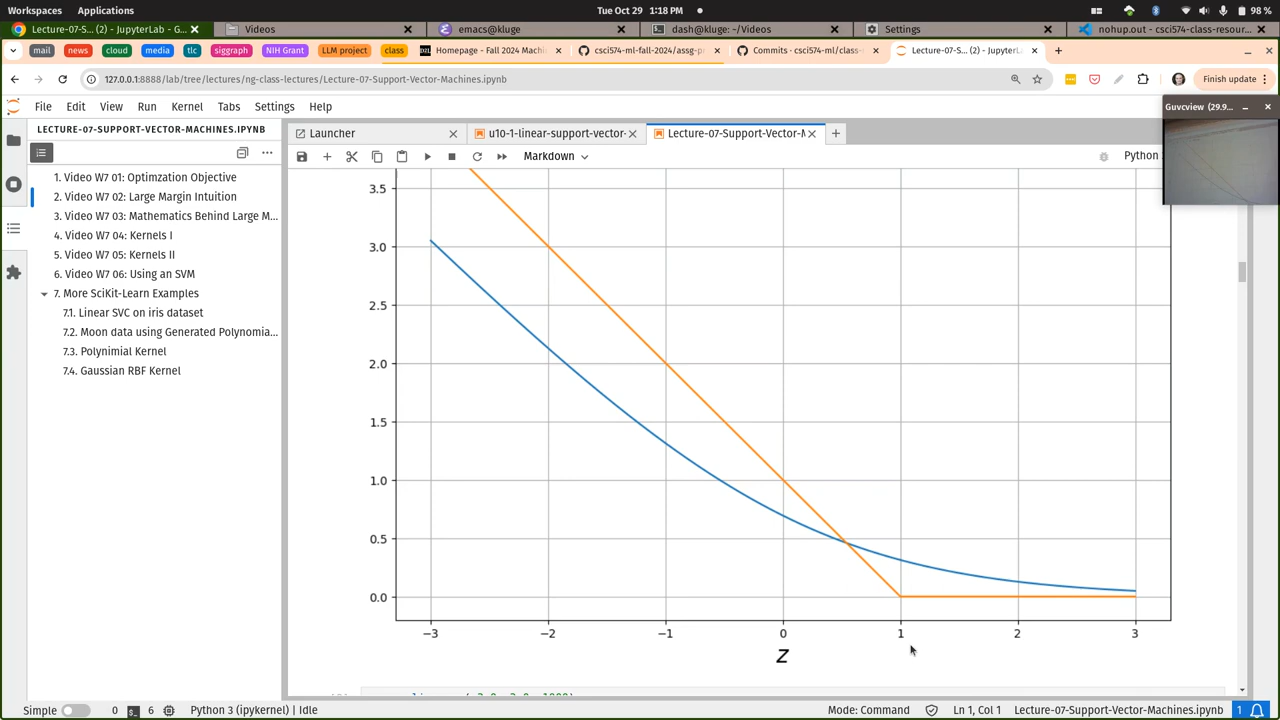 Workspaces Applications Tue Oct 29 1:18 PM 98 %
Lecture-07-S... (2) - JupyterLab - G... Videos emacs@kluge dash@kluge: ~/Videos Settings nohup.out - csci574-class-resour...
mail news cloud media tlc siggraph NIH Grant LLM project class Homepage - Fall 2024 Machin csci574-ml-fall-2024/assg-p Commits · csci574-ml/class- Lecture-07-S... (2) - JupyterL
127.0.0.1:8888/lab/tree/lectures/ng-class-lectures/Lecture-07-Support-Vector-Machines.ipynb Finish update
File Edit View Run Kernel Tabs Settings Help
Guvcview (29.9...
LECTURE-07-SUPPORT-VECTOR-MACHINES.IPYNB
Launcher u10-1-linear-support-vector- Lecture-07-Support-Vector-M
Markdown Python
1. Video W7 01: Optimzation Objective
2. Video W7 02: Large Margin Intuition
3. Video W7 03: Mathematics Behind Large M...
4. Video W7 04: Kernels I
5. Video W7 05: Kernels II
6. Video W7 06: Using an SVM
7. More SciKit-Learn Examples
7.1. Linear SVC on iris dataset
7.2. Moon data using Generated Polynomia...
7.3. Polynimial Kernel
7.4. Gaussian RBF Kernel
3.5
3.0
2.5
2.0
1.5
1.0
0.5
0.0
−3 −2 −1 0 1 2 3
z
Simple 0 6 Python 3 (ipykernel) | Idle Mode: Command Ln 1, Col 1 Lecture-07-Support-Vector-Machines.ipynb 1